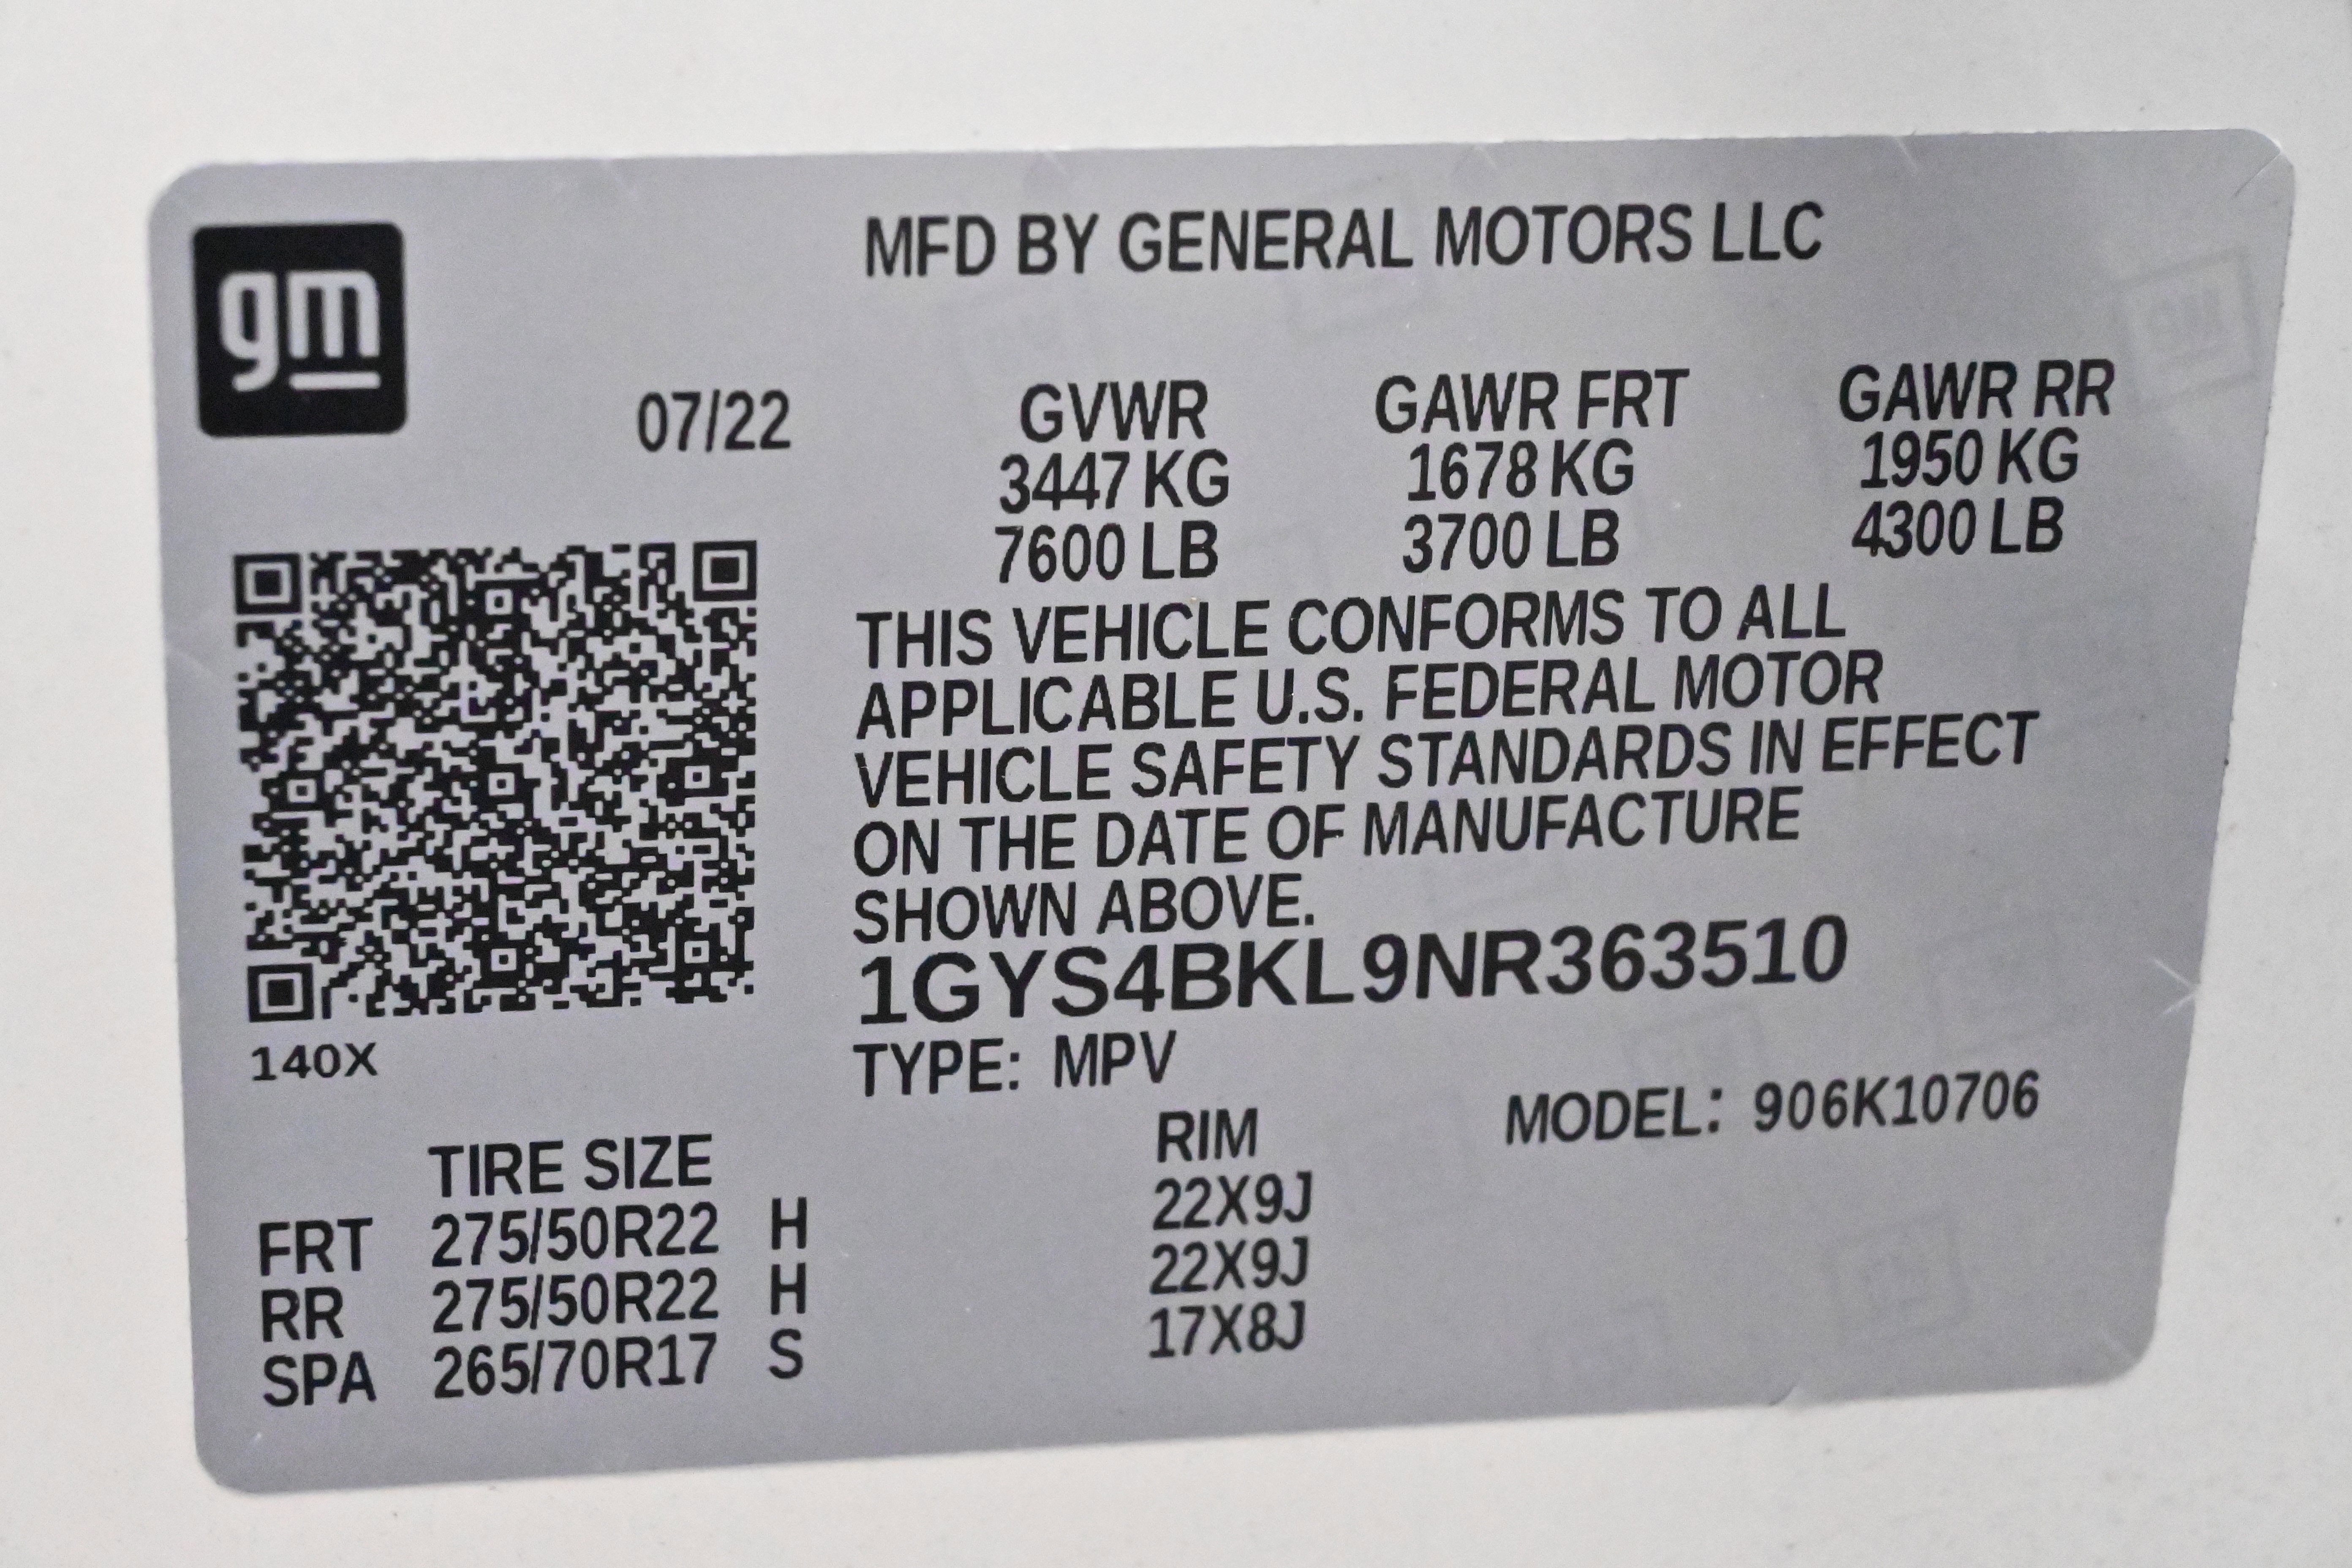 gm
MFD BY GENERAL MOTORS LLC
07/22
GVWR GAWR FRT GAWR RR
3447 KG 1678 KG 1950 KG
7600 LB 3700 LB 4300 LB
THIS VEHICLE CONFORMS TO ALL
APPLICABLE U.S. FEDERAL MOTOR
VEHICLE SAFETY STANDARDS IN EFFECT
ON THE DATE OF MANUFACTURE
SHOWN ABOVE.
1GYS4BKL9NR363510
140X
TYPE: MPV
MODEL: 906K10706
TIRE SIZE RIM
FRT 275/50R22 H 22X9J
RR 275/50R22 H 22X9J
SPA 265/70R17 S 17X8J